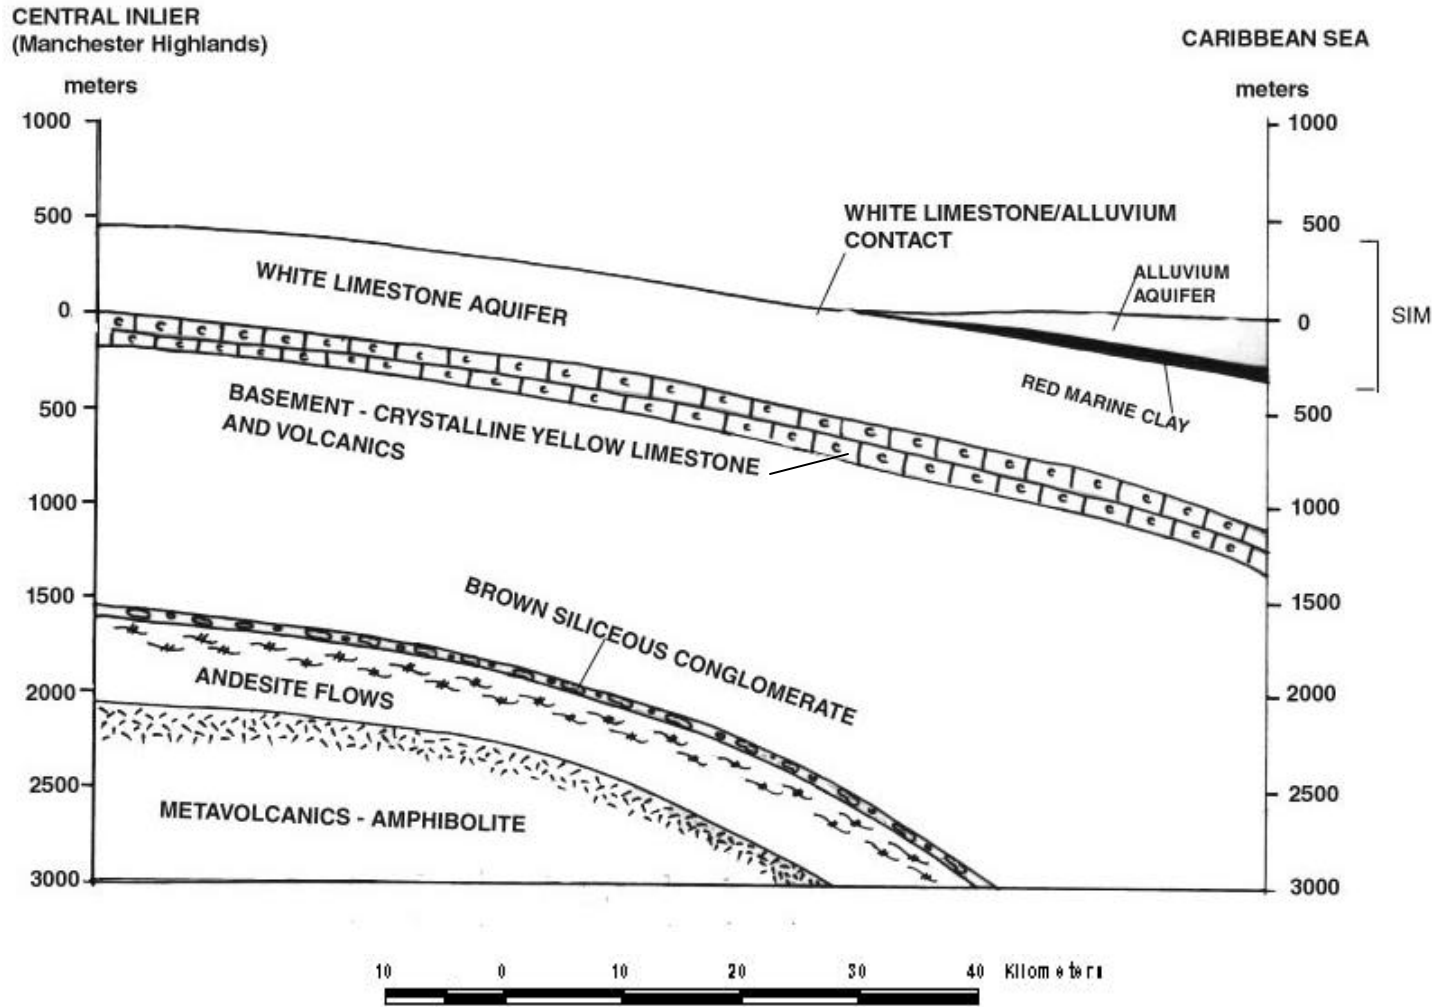 CENTRAL INLIER
(Manchester Highlands)
CARIBBEAN SEA
meters
meters
1000
1000
500
500
0
0
500
500
1000
1000
1500
1500
2000
2000
2500
2500
3000
3000
WHITE LIMESTONE/ALLUVIUM
CONTACT
WHITE LIMESTONE AQUIFER
ALLUVIUM
AQUIFER
SIM
RED MARINE CLAY
BASEMENT - CRYSTALLINE YELLOW LIMESTONE
AND VOLCANICS
BROWN SILICEOUS CONGLOMERATE
ANDESITE FLOWS
METAVOLCANICS - AMPHIBOLITE
10 0 10 20 30 40 Kilometers